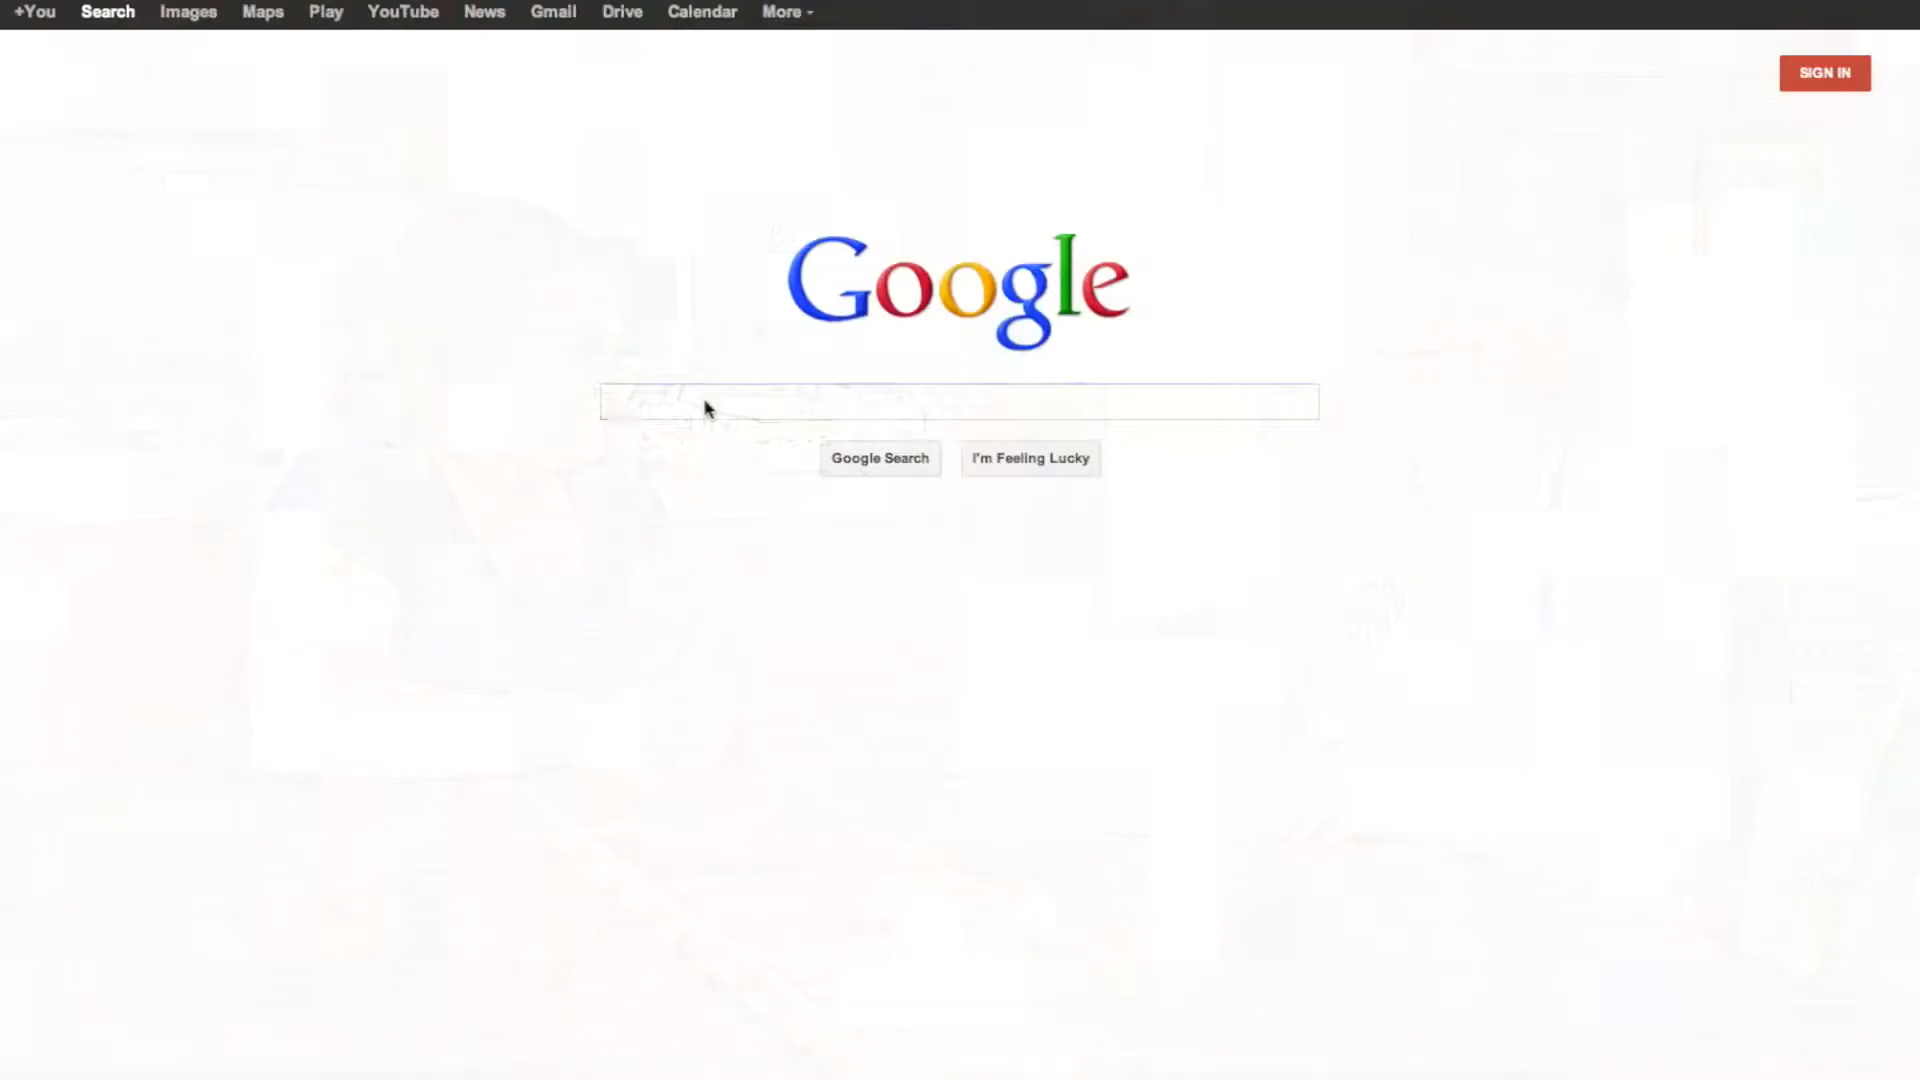 +You Search Images Maps Play YouTube News Gmail Drive Calendar More
SIGN IN
Google
Google Search I'm Feeling Lucky